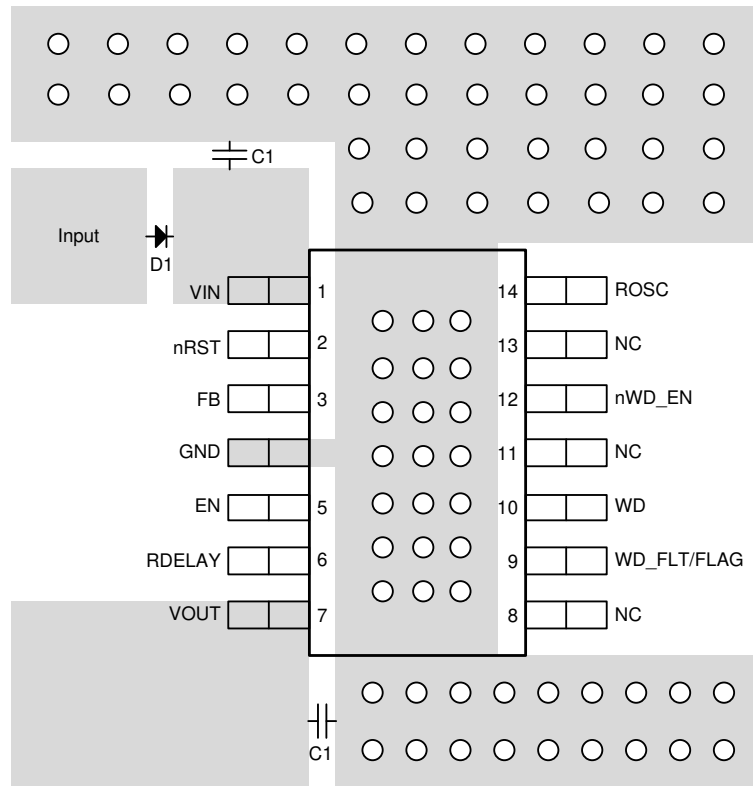 C1
Input
D1
VIN 1 14 ROSC
nRST 2 13 NC
FB 3 12 nWD_EN
GND 11 NC
EN 5 10 WD
RDELAY 6 9 WD_FLT/FLAG
VOUT 7 8 NC
C1